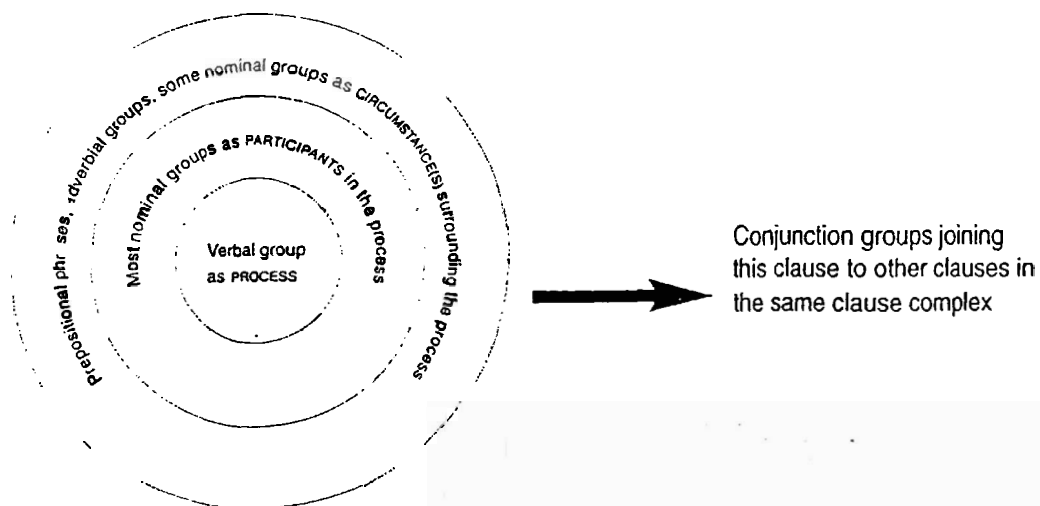 Prepositional phr ses, adverbial groups, some nominal groups as CIRCUMSTANCE(S) surrounding the process
Most nominal groups as PARTICIPANTS in the process
Verbal group
as PROCESS
Conjunction groups joining
this clause to other clauses in
the same clause complex